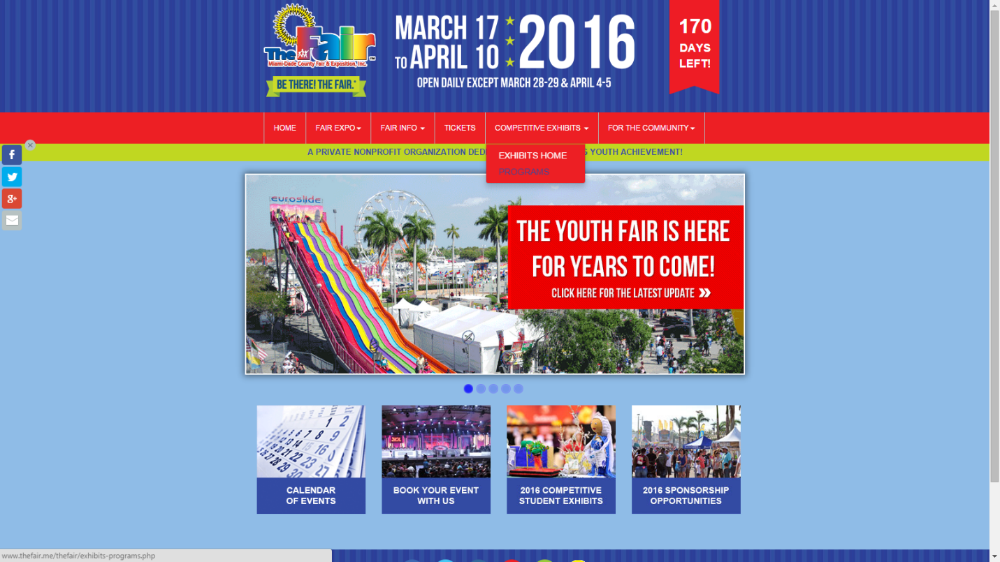 The Fair
Miami-Dade County Fair & Exposition, Inc.
BE THERE! THE FAIR.*
MARCH 17
TO APRIL 10
2016
OPEN DAILY EXCEPT MARCH 28-29 & APRIL 4-5
170
DAYS
LEFT!
HOME
FAIR EXPO
FAIR INFO
TICKETS
COMPETITIVE EXHIBITS
FOR THE COMMUNITY
A PRIVATE NONPROFIT ORGANIZATION
YOUTH ACHIEVEMENT!
EXHIBITS HOME
PROGRAMS
euroslide
THE YOUTH FAIR IS HERE
FOR YEARS TO COME!
CLICK HERE FOR THE LATEST UPDATE »
CALENDAR
OF EVENTS
BOOK YOUR EVENT
WITH US
2016 COMPETITIVE
STUDENT EXHIBITS
2016 SPONSORSHIP
OPPORTUNITIES
www.thefair.me/thefair/exhibits-programs.php